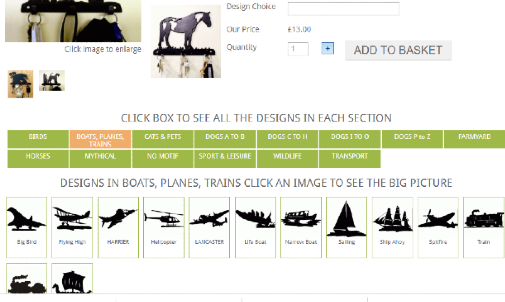 Design Choice
Our Price £13.00
Quantity 1 + ADD TO BASKET
Click image to enlarge
CLICK BOX TO SEE ALL THE DESIGNS IN EACH SECTION
BIRDS BOATS, PLANES, TRAINS CATS & PETS DOGS A TO B DOGS C TO H DOGS I TO O DOGS P to Z FARMYARD
HORSES MYTHICAL NO MOTIF SPORT & LEISURE WILDLIFE TRANSPORT
DESIGNS IN BOATS, PLANES, TRAINS CLICK AN IMAGE TO SEE THE BIG PICTURE
Big Bird Flying High HARRIER Helicopter LANCASTER Life Boat Narrow Boat Sailing Ship Ahoy Spitfire Train